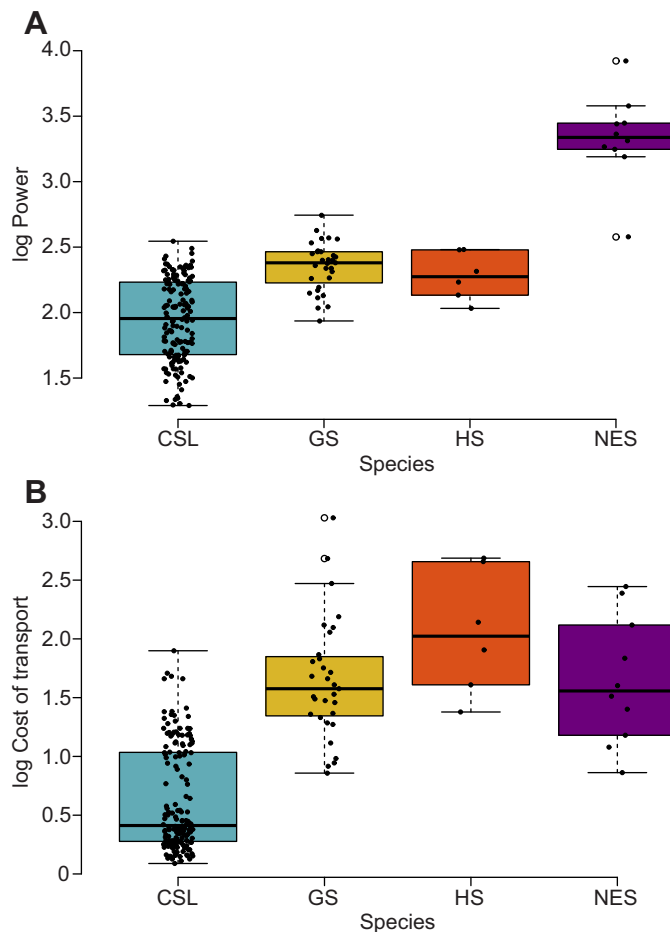 A
4.0
3.5
3.0
2.5
2.0
1.5
log Power
CSL GS HS NES
Species
B
3.0
2.5
2.0
1.5
1.0
0.5
0
log Cost of transport
CSL GS HS NES
Species